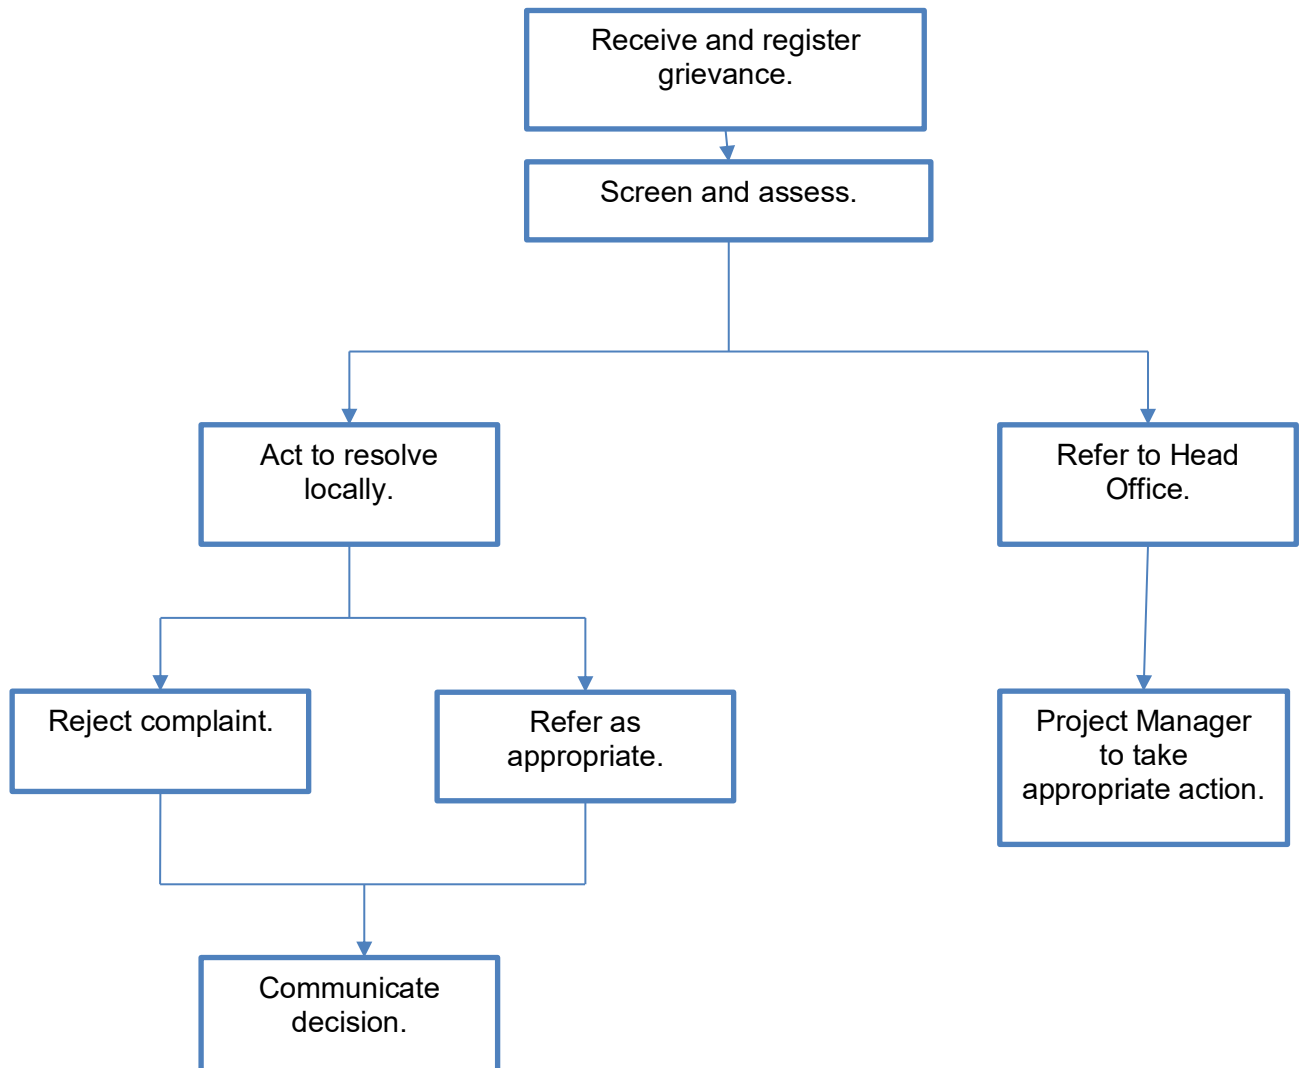 Receive and register
grievance.
Screen and assess.
Act to resolve
locally.
Refer to Head
Office.
Reject complaint.
Refer as
appropriate.
Project Manager
to take
appropriate action.
Communicate
decision.